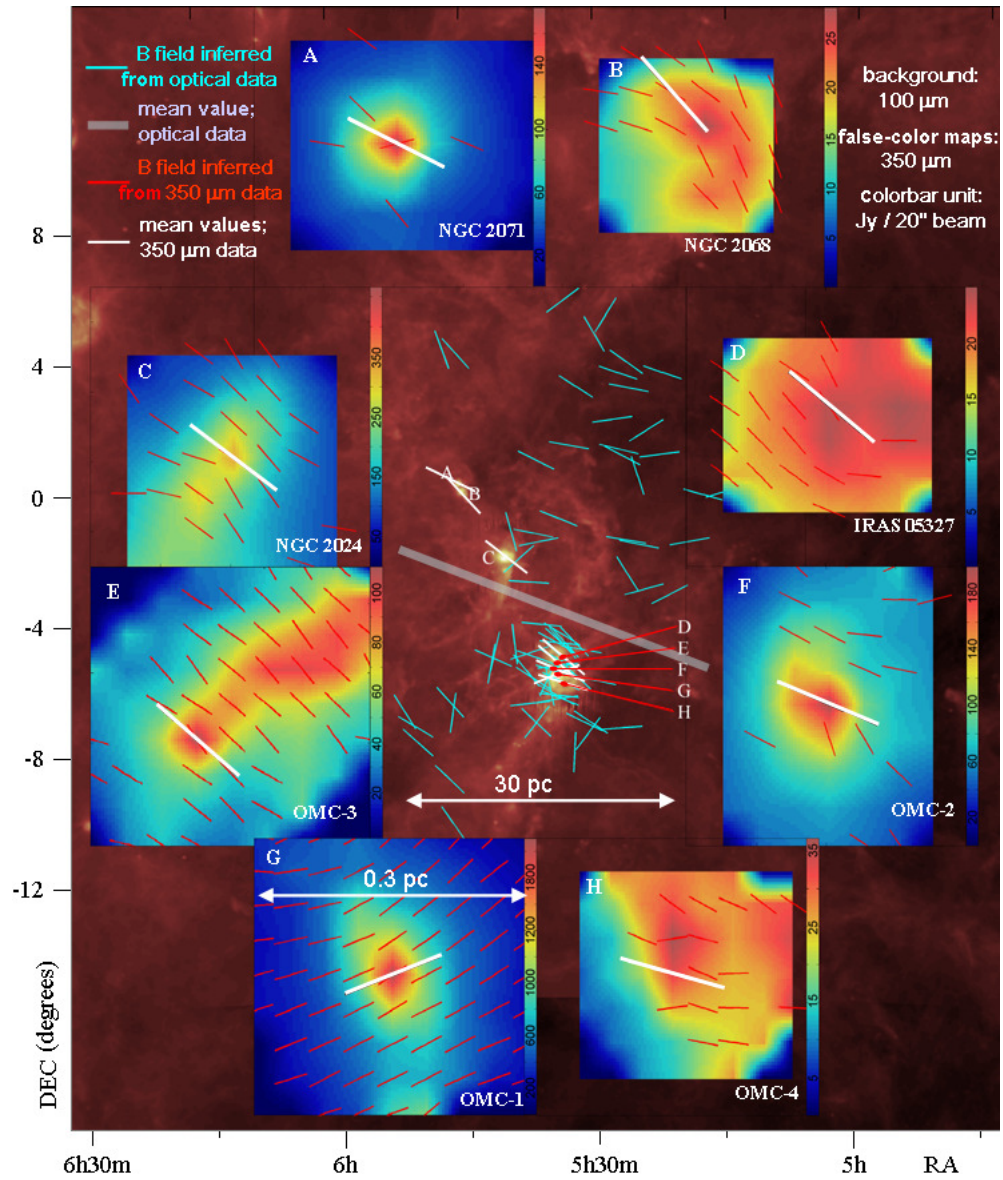 B field inferred
from optical data
mean value;
optical data
B field inferred
from 350 μm data
mean values;
350 μm data
A
NGC 2071
140
100
60
20
B
NGC 2068
25
20
15
10
5
background:
100 μm
false-color maps:
350 μm
colorbar unit:
Jy / 20" beam
8
4
0
-4
-8
-12
DEC (degrees)
C
NGC 2024
350
250
150
50
A
B
C
D
E
F
G
H
30 pc
D
IRAS 05327
20
15
10
5
E
OMC-3
100
80
60
40
20
F
OMC-2
180
140
100
60
20
G
0.3 pc
OMC-1
1800
1200
1000
600
200
H
OMC-4
35
25
15
5
6h30m
6h
5h30m
5h
RA